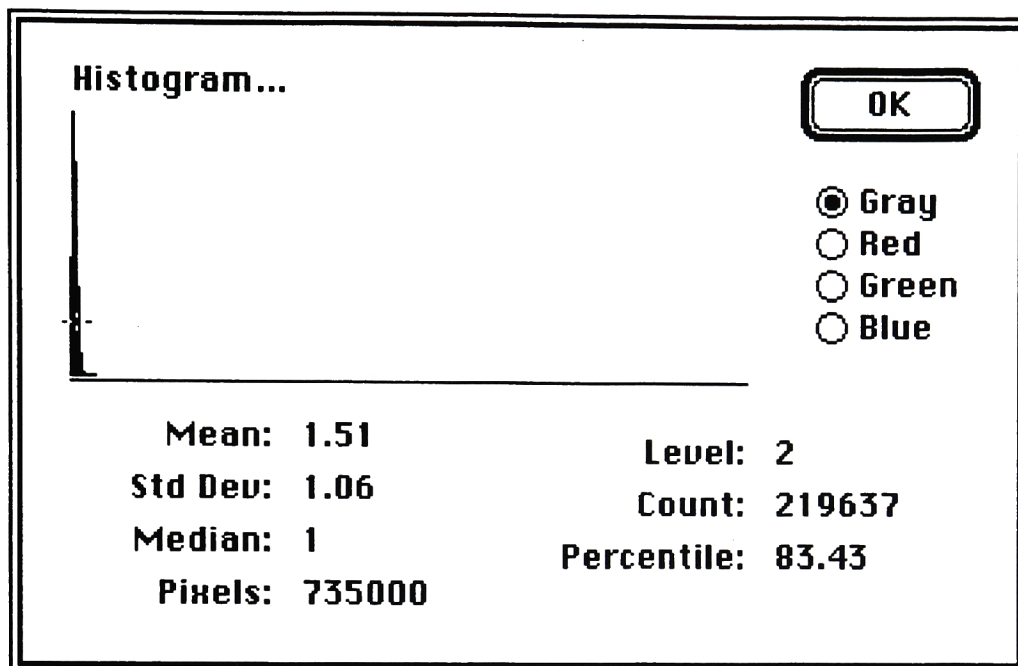 Histogram...
OK
Gray
Red
Green
Blue
Mean: 1.51
Std Dev: 1.06
Median: 1
Pixels: 735000
Level: 2
Count: 219637
Percentile: 83.43